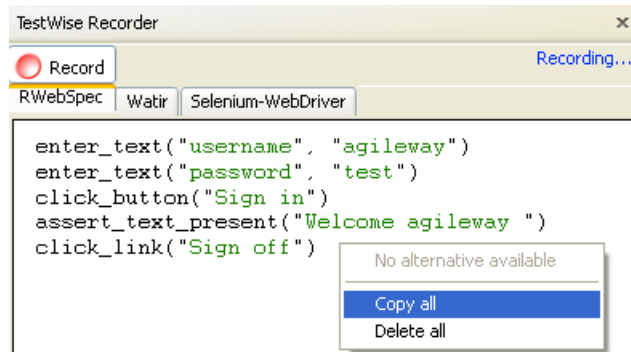 TestWise Recorder
Record
Recording...
RWebSpec Watir Selenium-WebDriver
enter_text("username", "agileway")
enter_text("password", "test")
click_button("Sign in")
assert_text_present("Welcome agileway ")
click_link("Sign off")
No alternative available
Copy all
Delete all